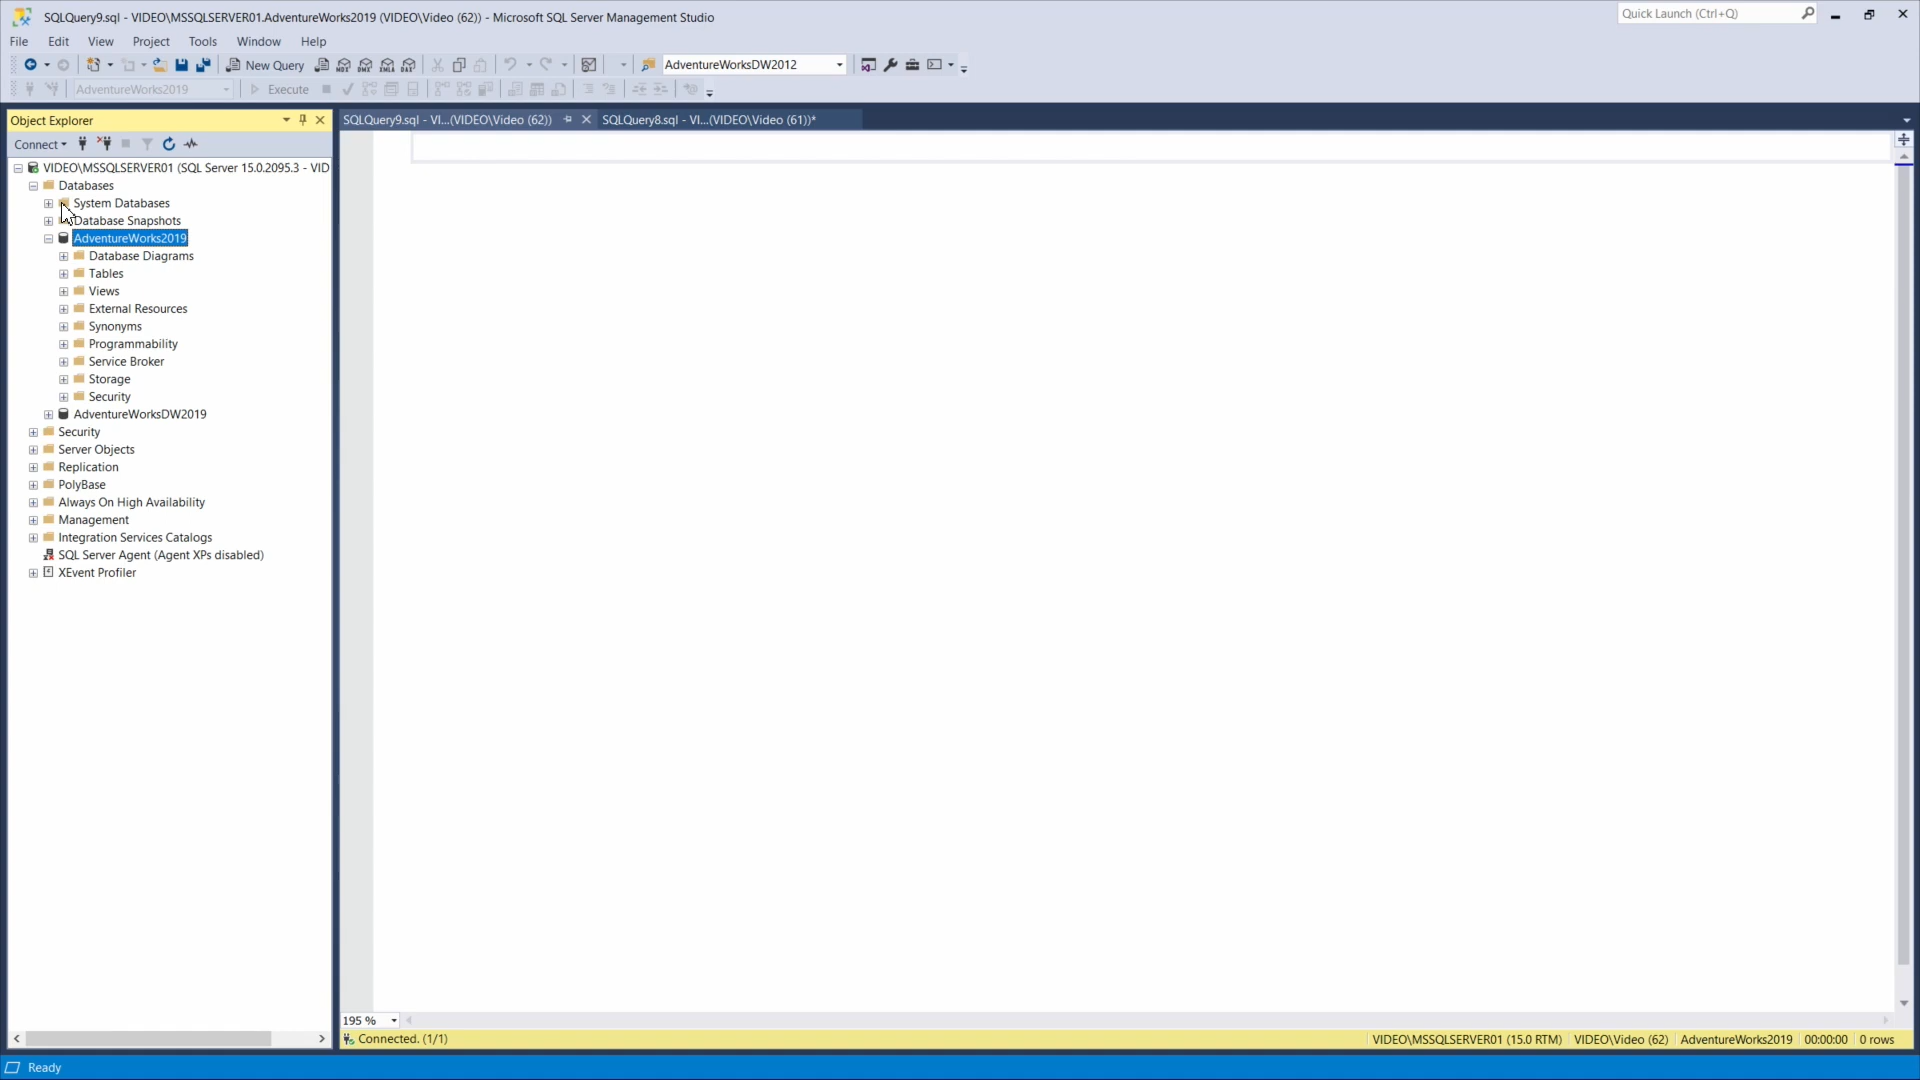 SQLQuery9.sql - VIDEO\MSSQLSERVER01.AdventureWorks2019 (VIDEO\Video (62)) - Microsoft SQL Server Management Studio
Quick Launch (Ctrl+Q)
File Edit View Project Tools Window Help
New Query MDX DMX XMLA DAX AdventureWorksDW2012
AdventureWorks2019 Execute
Object Explorer
SQLQuery9.sql - VI...(VIDEO\Video (62)) SQLQuery8.sql - VI...(VIDEO\Video (61))*
Connect
VIDEO\MSSQLSERVER01 (SQL Server 15.0.2095.3 - VID
Databases
System Databases
Database Snapshots
AdventureWorks2019
Database Diagrams
Tables
Views
External Resources
Synonyms
Programmability
Service Broker
Storage
Security
AdventureWorksDW2019
Security
Server Objects
Replication
PolyBase
Always On High Availability
Management
Integration Services Catalogs
SQL Server Agent (Agent XPs disabled)
XEvent Profiler
195 %
Connected. (1/1) VIDEO\MSSQLSERVER01 (15.0 RTM) VIDEO\Video (62) AdventureWorks2019 00:00:00 0 rows
Ready